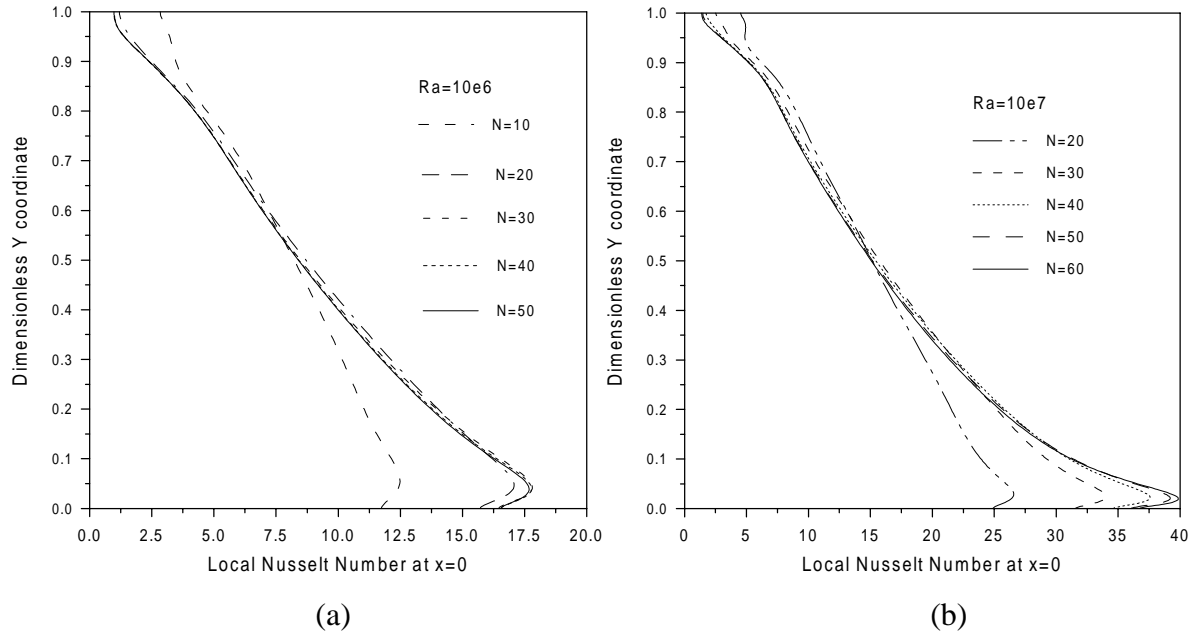 1.0
0.9
0.8
0.7
0.6
0.5
0.4
0.3
0.2
0.1
0.0
Dimensionless Y coordinate
Ra=10e6
N=10
N=20
N=30
N=40
N=50
0.0 2.5 5.0 7.5 10.0 12.5 15.0 17.5 20.0
Local Nusselt Number at x=0
(a)
1.0
0.9
0.8
0.7
0.6
0.5
0.4
0.3
0.2
0.1
0.0
Dimensionless Y coordinate
Ra=10e7
N=20
N=30
N=40
N=50
N=60
0 5 10 15 20 25 30 35 40
Local Nusselt Number at x=0
(b)